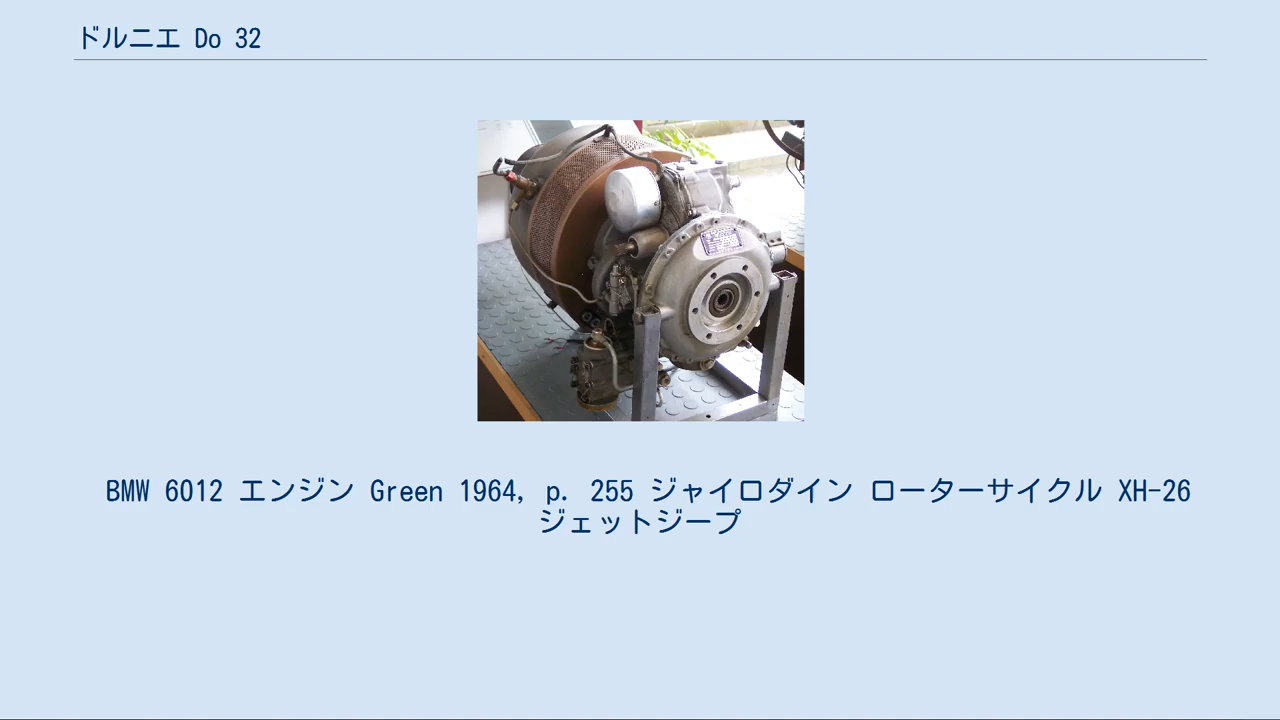 ドルニエ Do 32
BMW 6012 エンジン Green 1964, p. 255 ジャイロダイン ローターサイクル XH-26
ジェットジープ